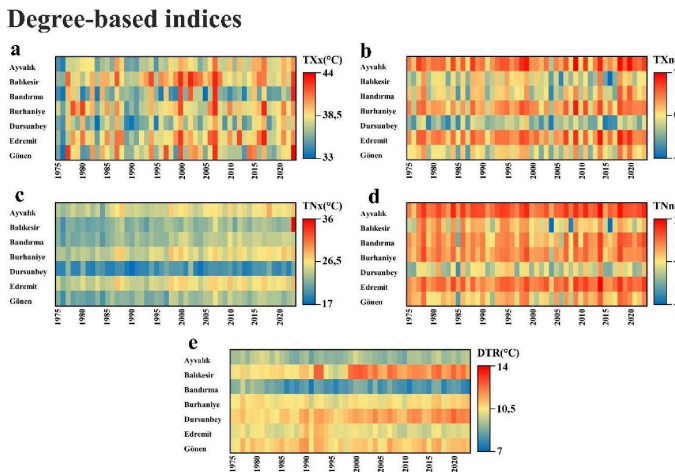 Degree-based indices
a
TXx(°C)
Ayvalık
Balıkesir
Bandırma
Burhaniye
Dursunbey
Edremit
Gönen
44
38,5
33
1975
1980
1985
1990
1995
2000
2005
2010
2015
2020
b
Ayvalık
Balıkesir
Bandırma
Burhaniye
Dursunbey
Edremit
Gönen
1975
1980
1985
1990
1995
2000
2005
2010
2015
2020
c
TNx(°C)
Ayvalık
Balıkesir
Bandırma
Burhaniye
Dursunbey
Edremit
Gönen
36
26,5
17
1975
1980
1985
1990
1995
2000
2005
2010
2015
2020
d
Ayvalık
Balıkesir
Bandırma
Burhaniye
Dursunbey
Edremit
Gönen
1975
1980
1985
1990
1995
2000
2005
2010
2015
2020
e
DTR(°C)
Ayvalık
Balıkesir
Bandırma
Burhaniye
Dursunbey
Edremit
Gönen
14
10,5
7
1975
1980
1985
1990
1995
2000
2005
2010
2015
2020